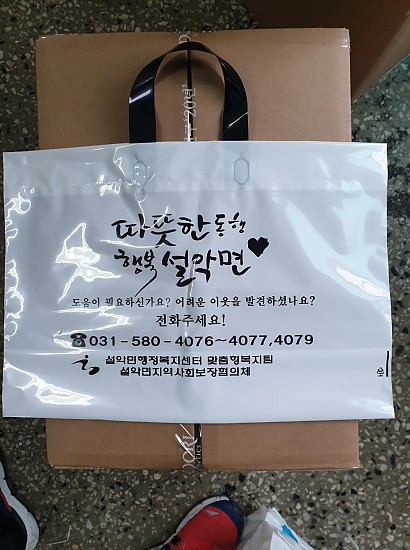 따뜻한 동행
행복 설악면
도움이 필요하신가요? 어려운 이웃을 발견하셨나요?
전화주세요!
☎031-580-4076~4077,4079
설악면행정복지센터 맞춤형복지팀
설악면지역사회보장협의체